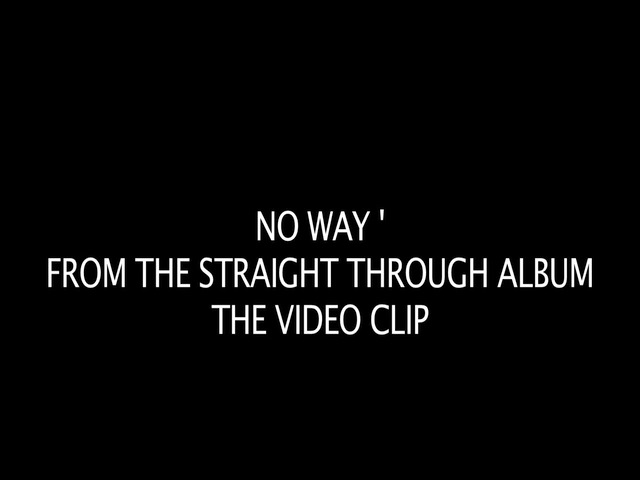 NO WAY '
FROM THE STRAIGHT THROUGH ALBUM
THE VIDEO CLIP